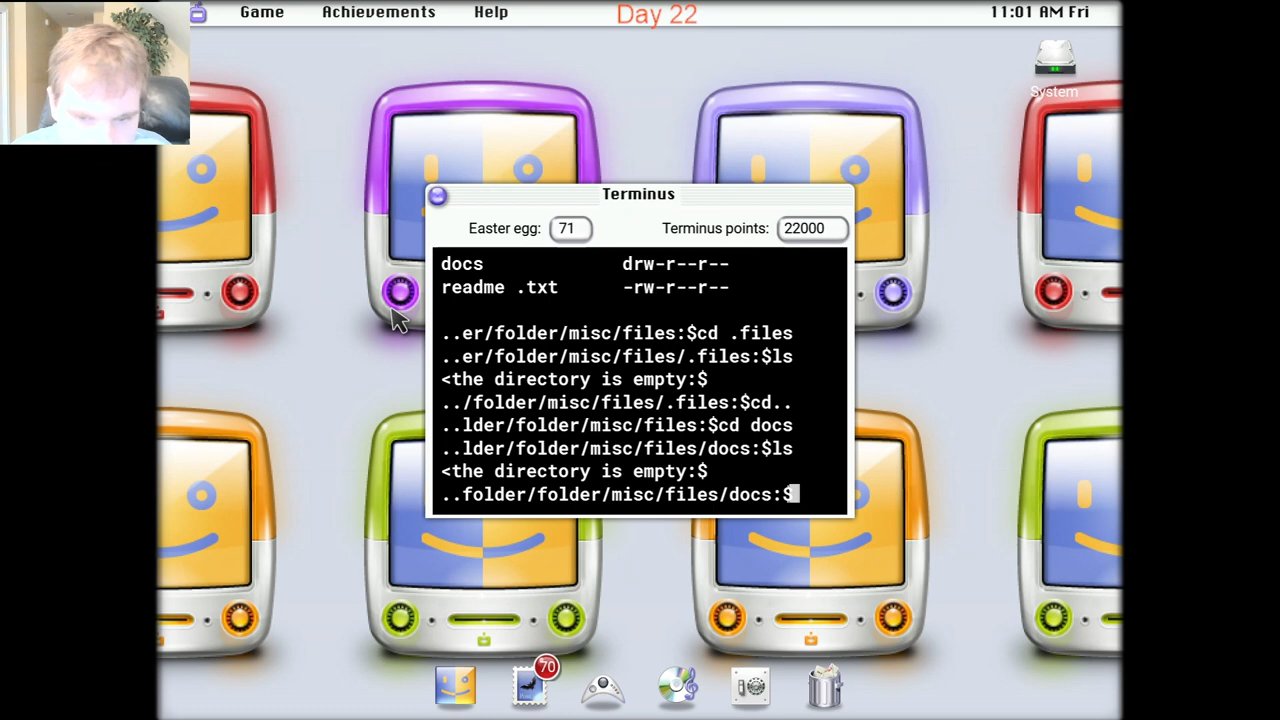 Game Achievements Help Day 22 11:01 AM Fri
System
Terminus
Easter egg: 71 Terminus points: 22000
docs drw-r--r--
readme .txt -rw-r--r--
..er/folder/misc/files:$cd .files
..er/folder/misc/files/.files:$ls
<the directory is empty:$
../folder/misc/files/.files:$cd..
..lder/folder/misc/files:$cd docs
..lder/folder/misc/files/docs:$ls
<the directory is empty:$
..folder/folder/misc/files/docs:$
70